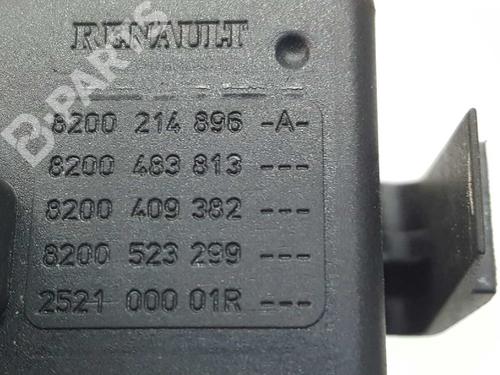 RENAULT
B-PARTS
8200 214 896 -A-
8200 483 813 ---
8200 409 382 ---
8200 523 299 ---
2521 000 01R ---